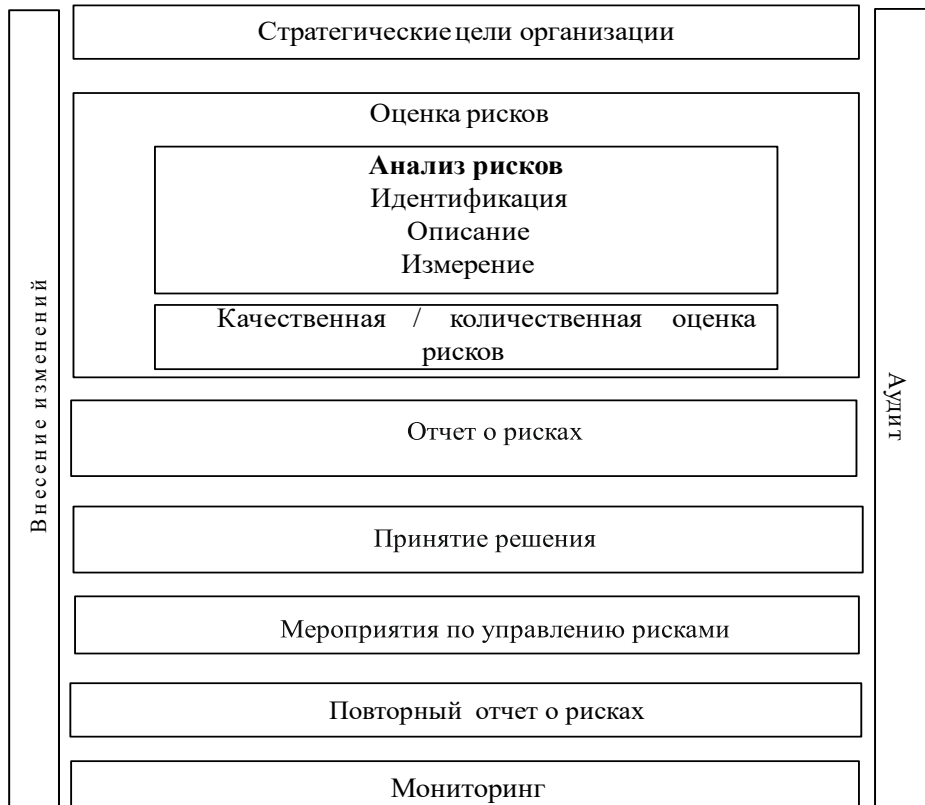 Стратегические цели организации
Оценка рисков
Анализ рисков
Идентификация
Описание
Измерение
Качественная / количественная оценка
рисков
Отчет о рисках
Принятие решения
Мероприятия по управлению рисками
Повторный отчет о рисках
Мониторинг
Внесение изменений
Аудит